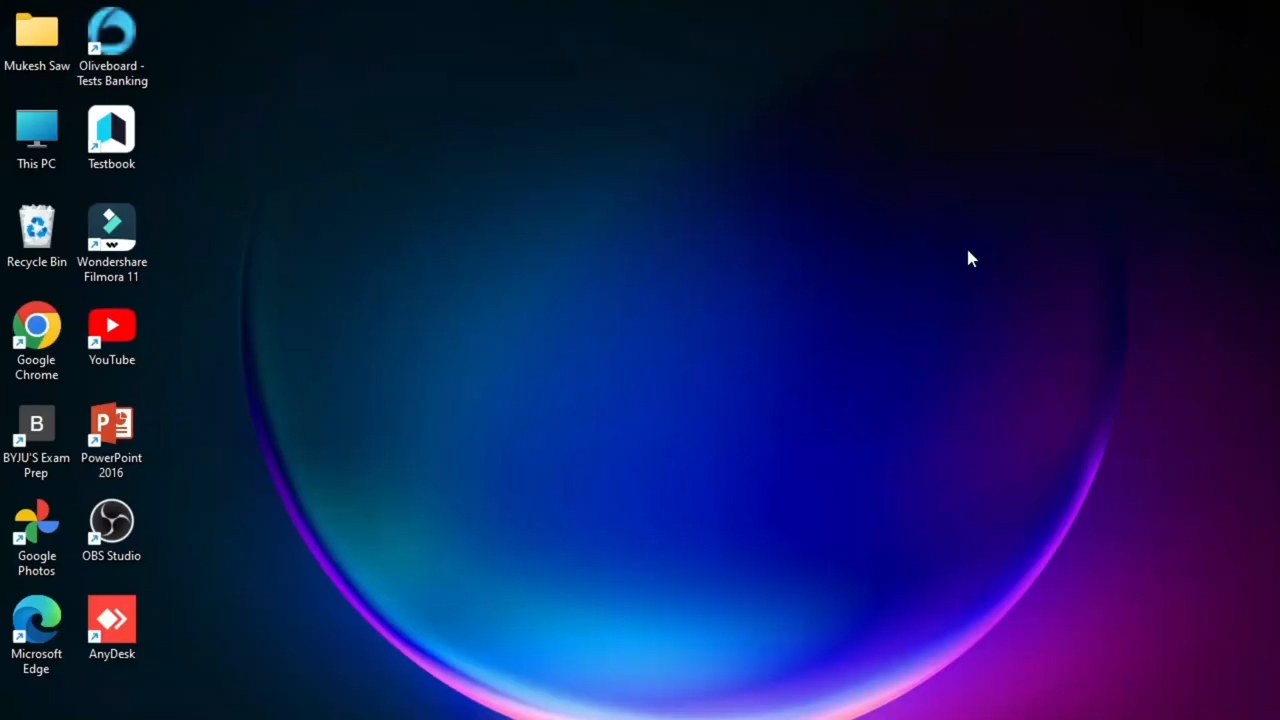 Mukesh Saw
Oliveboard -
Tests Banking
This PC
Testbook
Recycle Bin
Wondershare
Filmora 11
Google
Chrome
YouTube
B
BYJU'S Exam
Prep
P
PowerPoint
2016
Google
Photos
OBS Studio
Microsoft
Edge
AnyDesk